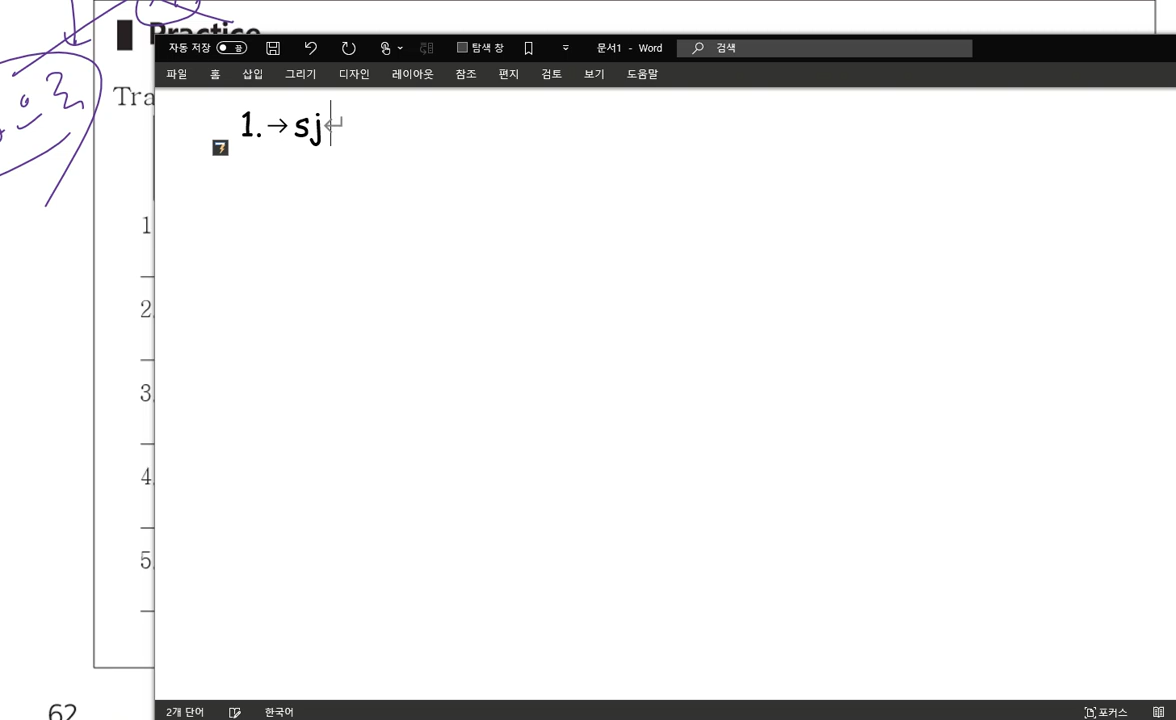 Practice
자동 저장 끔 탐색 창 문서1 - Word 검색
파일 홈 삽입 그리기 디자인 레이아웃 참조 편지 검토 보기 도움말
Tra
1. → sj↵
1
2.
3.
4.
5.
62
2개 단어 한국어 포커스